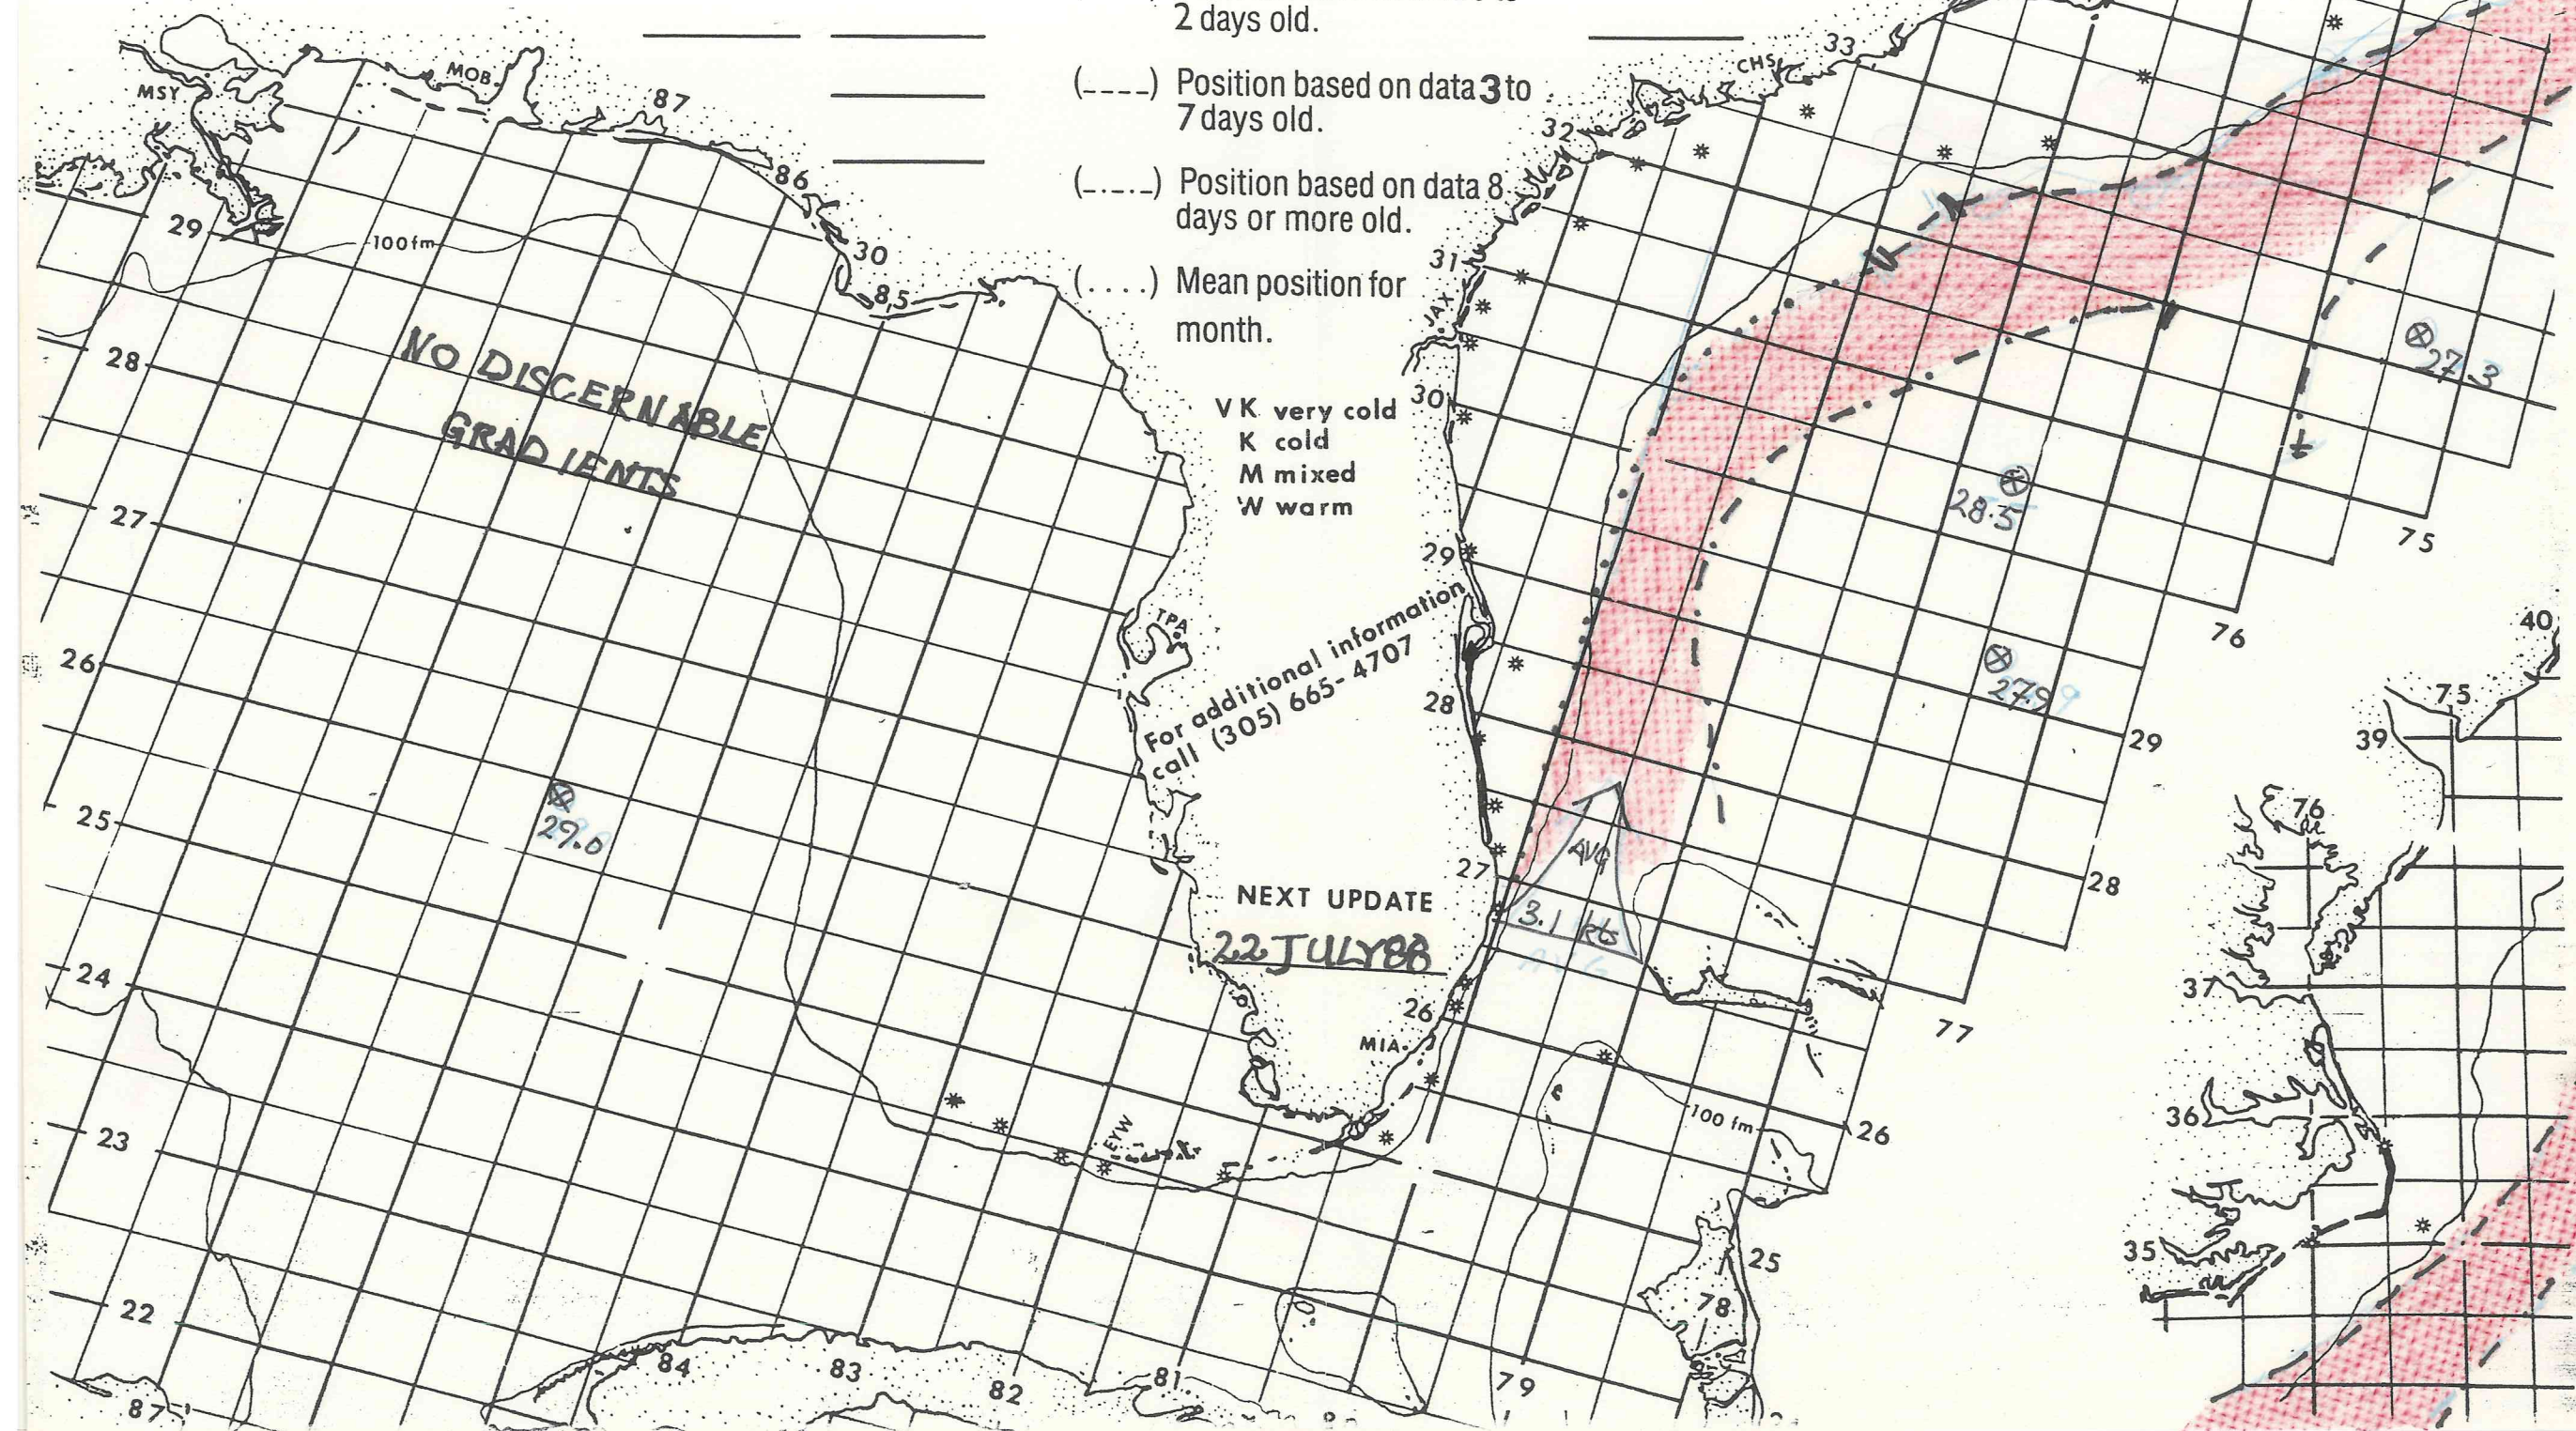 2 days old.
(----) Position based on data 3 to
7 days old.
(-.-.-) Position based on data 8
days or more old.
(....) Mean position for
month.
VK very cold
K cold
M mixed
W warm
For additional information
call (305) 665-4707
NEXT UPDATE
22 JULY 88
NO DISCERNABLE
GRADIENTS
MSY
MOB
87
86
30
85
29
100 fm
28
27
26
25
24
23
22
87
84
83
82
81
79
29.0
TPA
EYW
MIA
JAX
CHS
33
32
31
30
29
28
27
26
AVG
3.1 kts
AVG
27.3
28.5
27.9
75
76
29
28
77
26
100 fm
25
78
40
75
39
76
37
36
35